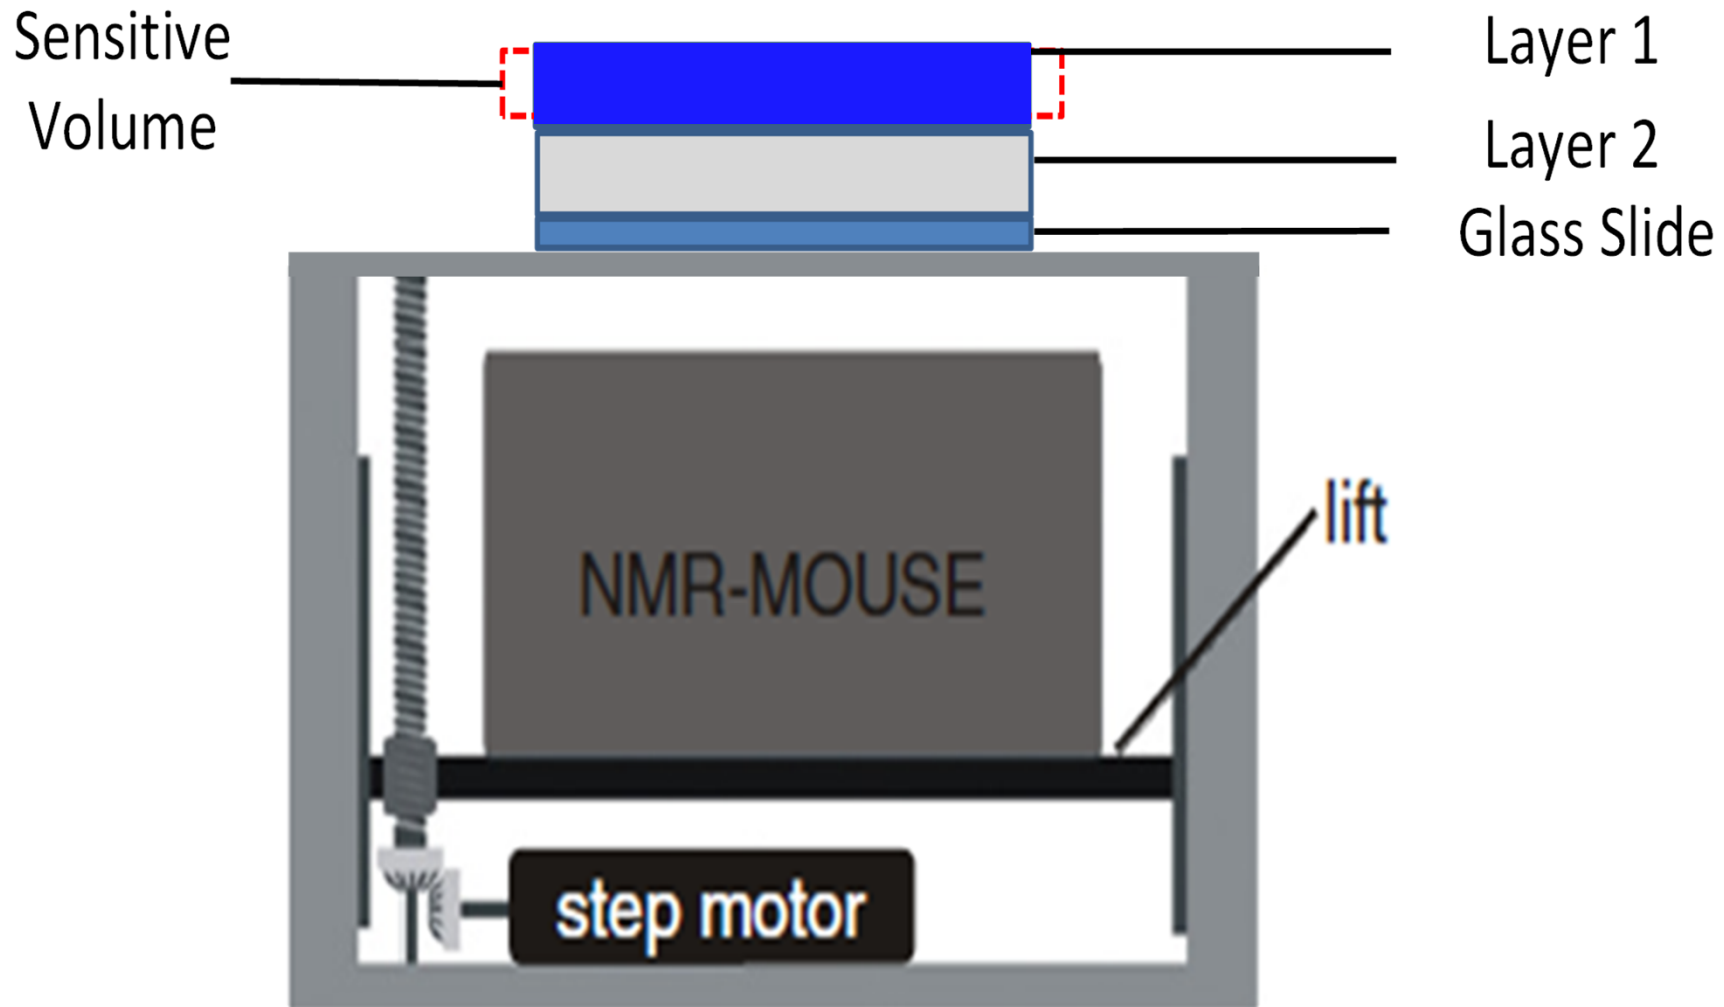 Sensitive
Volume
Layer 1
Layer 2
Glass Slide
lift
NMR-MOUSE
step motor